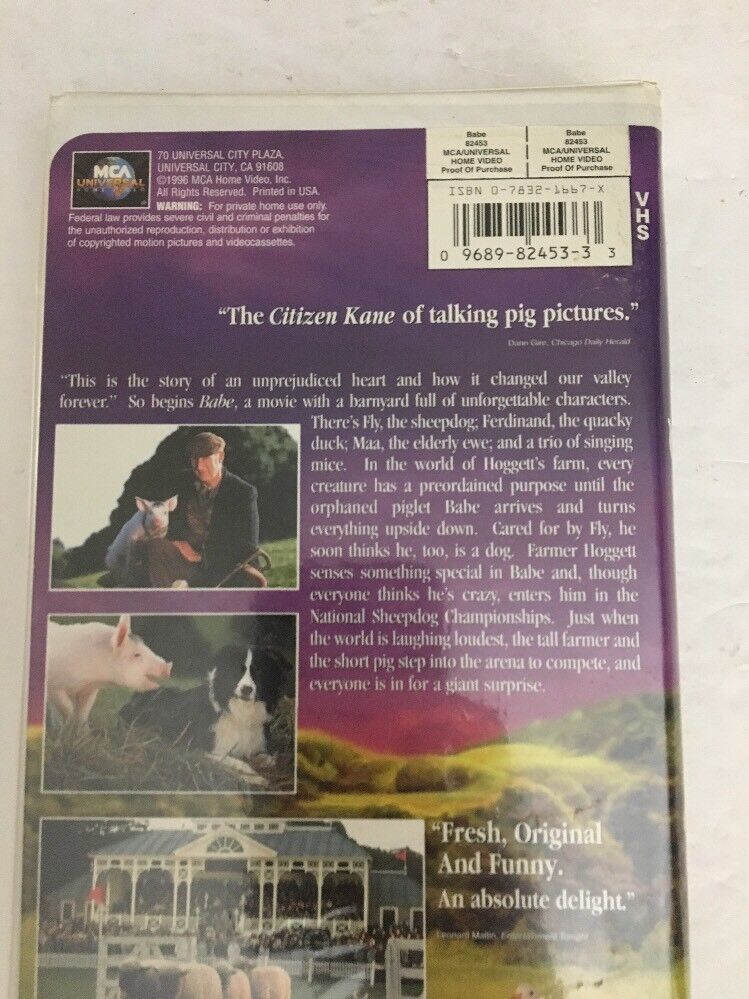 MCA
UNIVERSAL
HOME VIDEO
70 UNIVERSAL CITY PLAZA,
UNIVERSAL CITY, CA 91608
©1996 MCA Home Video, Inc.
All Rights Reserved. Printed in USA.
WARNING: For private home use only.
Federal law provides severe civil and criminal penalties for
the unauthorized reproduction, distribution or exhibition
of copyrighted motion pictures and videocassettes.
Babe
82453
MCA/UNIVERSAL
HOME VIDEO
Proof Of Purchase
Babe
82453
MCA/UNIVERSAL
HOME VIDEO
Proof Of Purchase
ISBN 0-7832-1667-X
0 9689-82453-3 3
VHS
"The Citizen Kane of talking pig pictures."
Dann Gire, Chicago Daily Herald
"This is the story of an unprejudiced heart and how it changed our valley
forever." So begins Babe, a movie with a barnyard full of unforgettable characters.
There's Fly, the sheepdog; Ferdinand, the quacky
duck; Maa, the elderly ewe; and a trio of singing
mice. In the world of Hoggett's farm, every
creature has a preordained purpose until the
orphaned piglet Babe arrives and turns
everything upside down. Cared for by Fly, he
soon thinks he, too, is a dog. Farmer Hoggett
senses something special in Babe and, though
everyone thinks he's crazy, enters him in the
National Sheepdog Championships. Just when
the world is laughing loudest, the tall farmer and
the short pig step into the arena to compete, and
everyone is in for a giant surprise.
"Fresh, Original
And Funny.
An absolute delight."
Leonard Maltin, Entertainment Tonight